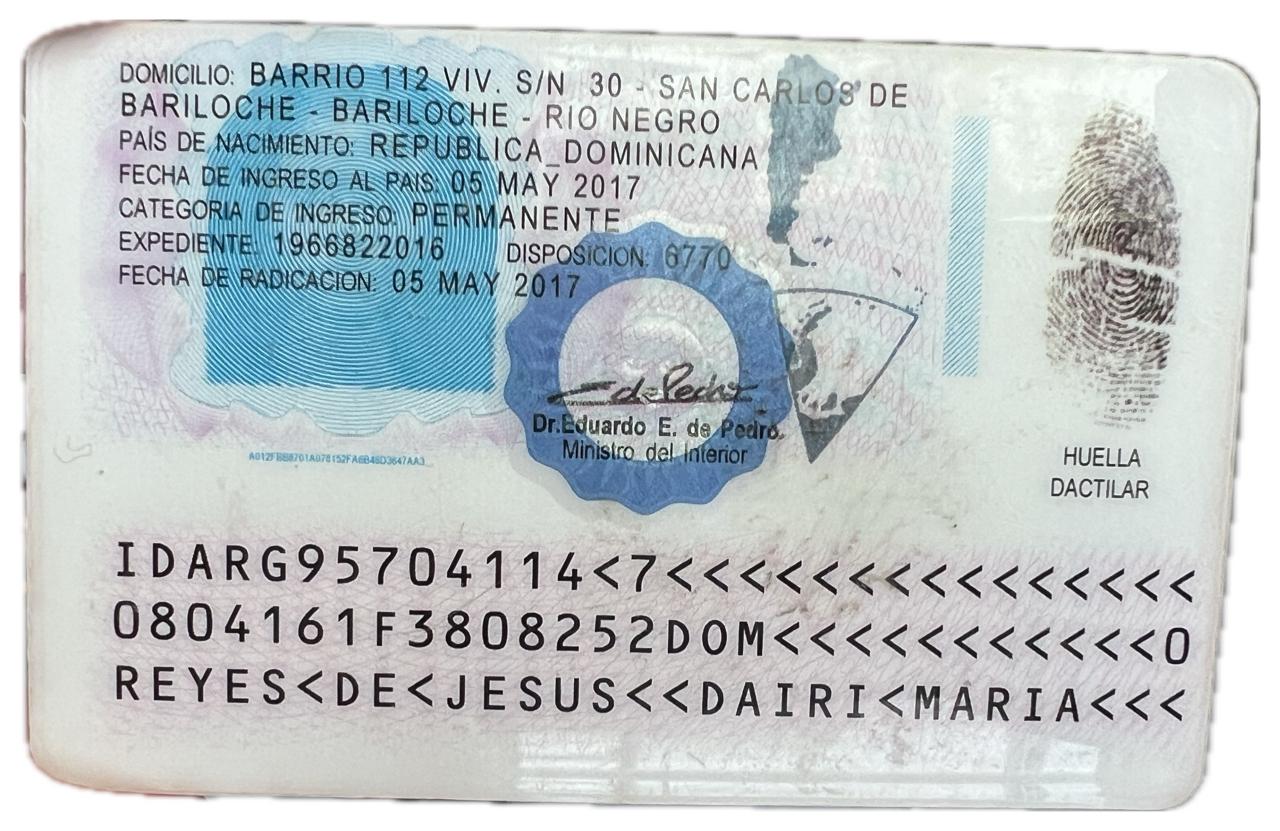 DOMICILIO: BARRIO 112 VIV. S/N 30 - SAN CARLOS DE
BARILOCHE - BARILOCHE - RIO NEGRO
PAÍS DE NACIMIENTO: REPUBLICA_DOMINICANA
FECHA DE INGRESO AL PAIS: 05 MAY 2017
CATEGORIA DE INGRESO: PERMANENTE
EXPEDIENTE: 1966822016 DISPOSICION: 6770
FECHA DE RADICACION: 05 MAY 2017
Dr.Eduardo E. de Pedro.
Ministro del Interior
HUELLA
DACTILAR
IDARG95704114<7<<<<<<<<<<<<<<<
0804161F3808252DOM<<<<<<<<<<<0
REYES<DE<JESUS<<DAIRI<MARIA<<<